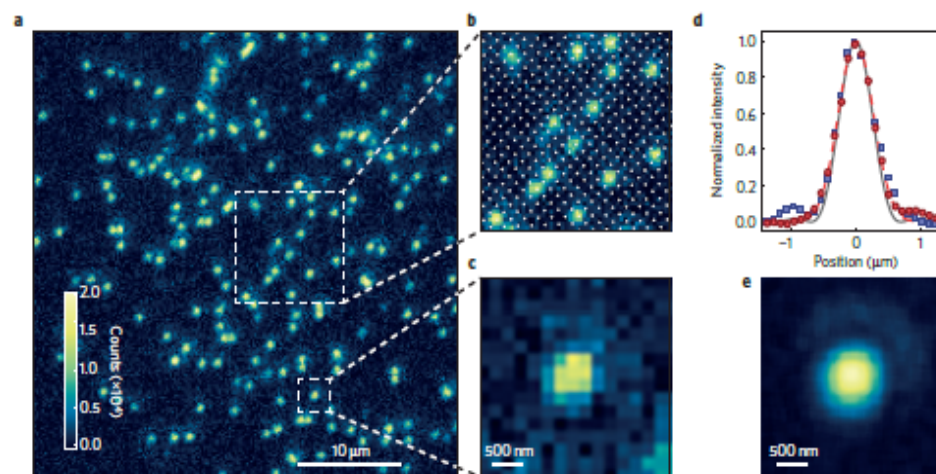 a
2.0
1.5
1.0
0.5
0.0
Counts (×10⁴)
10 μm
b
c
500 nm
d
Normalized intensity
1.0
0.8
0.6
0.4
0.2
0.0
−1
0
1
Position (μm)
e
500 nm